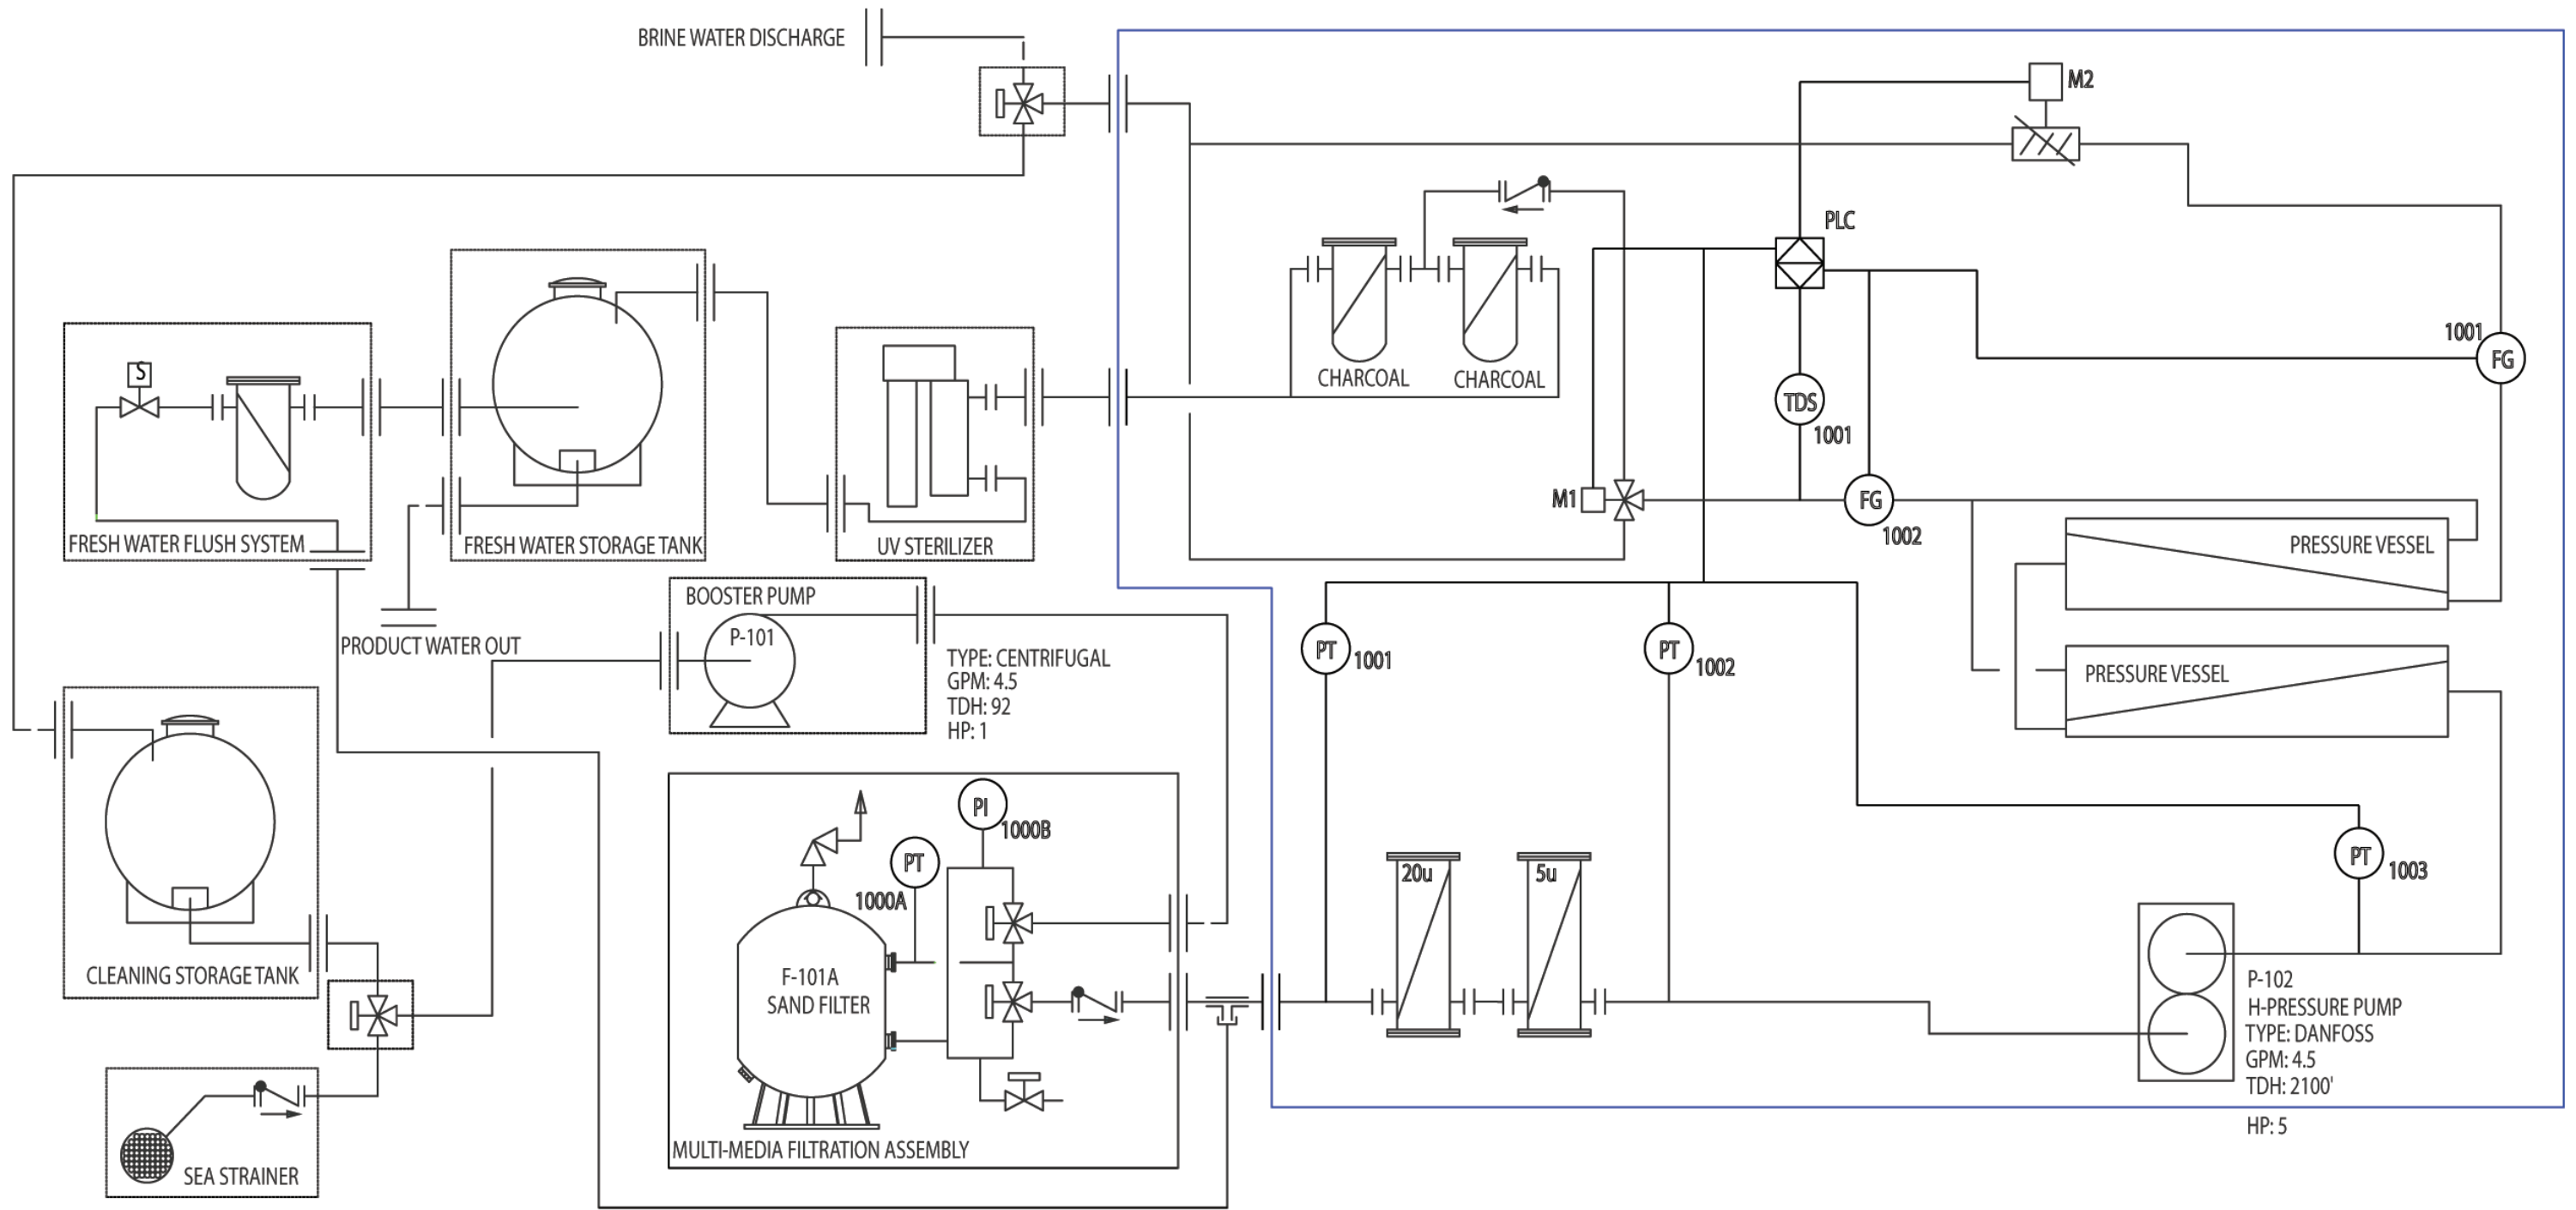 BRINE WATER DISCHARGE
M2
PLC
1001
FG
S
CHARCOAL
CHARCOAL
TDS
1001
M1
FG
1002
FRESH WATER FLUSH SYSTEM
FRESH WATER STORAGE TANK
UV STERILIZER
PRESSURE VESSEL
PRODUCT WATER OUT
BOOSTER PUMP
P-101
TYPE: CENTRIFUGAL
GPM: 4.5
TDH: 92
HP: 1
PT
1001
PT
1002
PRESSURE VESSEL
PI
1000B
PT
1000A
20u
5u
PT
1003
CLEANING STORAGE TANK
F-101A
SAND FILTER
P-102
H-PRESSURE PUMP
TYPE: DANFOSS
GPM: 4.5
TDH: 2100'
HP: 5
MULTI-MEDIA FILTRATION ASSEMBLY
SEA STRAINER